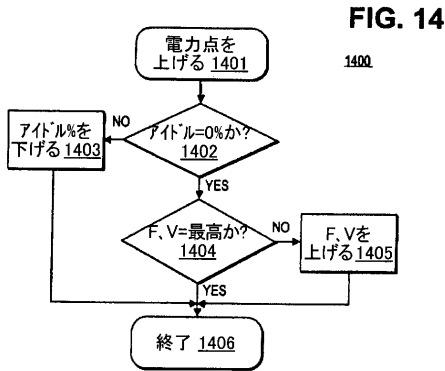 FIG. 14
1400
電力点を
上げる 1401
アイドル=0%か?
1402
NO
アイドル%を
下げる 1403
YES
F、V=最高か?
1404
NO
F、Vを
上げる 1405
YES
終了 1406